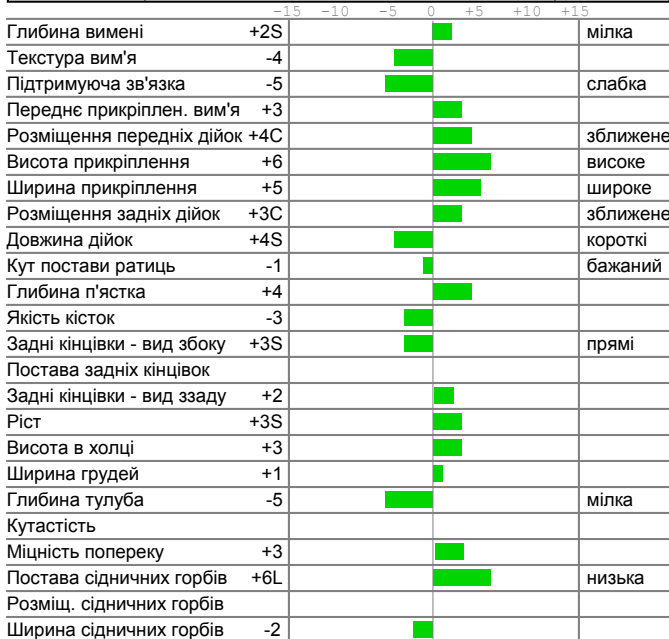 -15 -10 -5 0 +5 +10 +15
Глибина вимені +2S мілка
Текстура вим'я -4
Підтримуюча зв'язка -5 слабка
Переднє прикріплен. вим'я +3
Розміщення передніх дійок +4C зближене
Висота прикріплення +6 високе
Ширина прикріплення +5 широке
Розміщення задніх дійок +3C зближене
Довжина дійок +4S короткі
Кут постави ратиць -1 бажаний
Глибина п'ястка +4
Якість кісток -3
Задні кінцівки - вид збоку +3S прямі
Постава задніх кінцівок
Задні кінцівки - вид ззаду +2
Ріст +3S
Висота в холці +3
Ширина грудей +1
Глибина тулуба -5 мілка
Кутастість
Міцність попереку +3
Постава сідничних горбів +6L низька
Розміщ. сідничних горбів
Ширина сідничних горбів -2